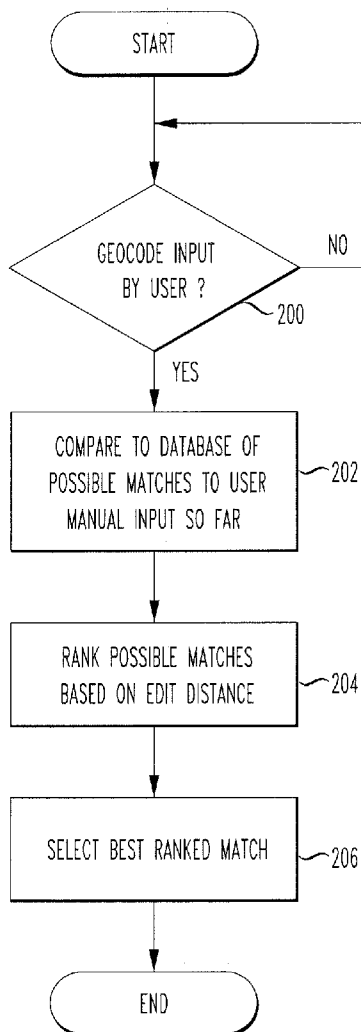 START
GEOCODE INPUT
BY USER ?
NO
200
YES
COMPARE TO DATABASE OF
POSSIBLE MATCHES TO USER
MANUAL INPUT SO FAR
202
RANK POSSIBLE MATCHES
BASED ON EDIT DISTANCE
204
SELECT BEST RANKED MATCH
206
END